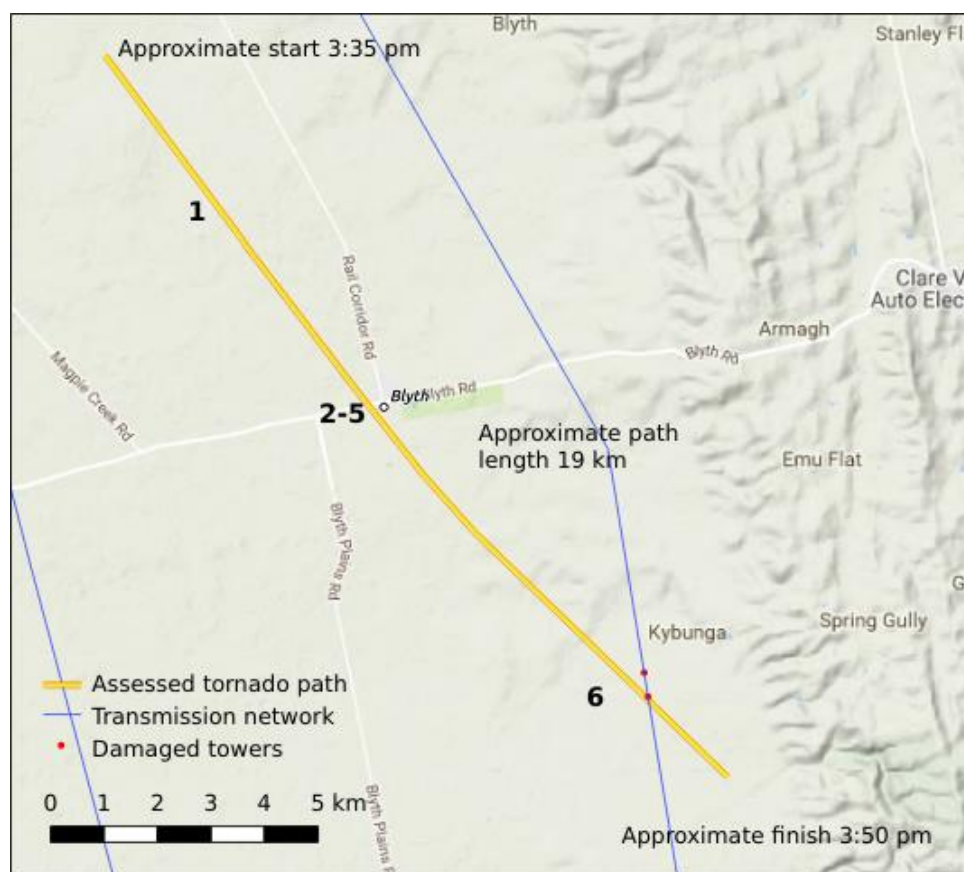 Blyth
Stanley Fl
Approximate start 3:35 pm
1
Rail Corridor Rd
Clare V
Auto Elec
Armagh
Blyth Rd
Magpie Creek Rd
Blyth
Blyth Rd
2-5
Approximate path
length 19 km
Emu Flat
Blyth Plains Rd
G
Spring Gully
Kybunga
6
Assessed tornado path
Transmission network
Damaged towers
0 1 2 3 4 5 km
Blyth Plains R
Approximate finish 3:50 pm